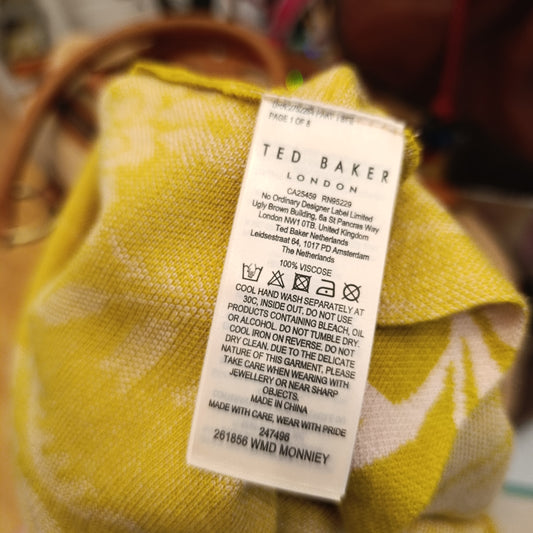 PAGE 1 OF 8
TED BAKER
LONDON
CA25459 RN95229
No Ordinary Designer Label Limited
Ugly Brown Building, 6a St Pancras Way
London NW1 0TB, United Kingdom
Ted Baker Netherlands
Leidsestraat 64, 1017 PD Amsterdam
The Netherlands
100% VISCOSE
COOL HAND WASH SEPARATELY AT
30C, INSIDE OUT. DO NOT USE
PRODUCTS CONTAINING BLEACH, OIL
OR ALCOHOL. DO NOT TUMBLE DRY.
COOL IRON ON REVERSE. DO NOT
DRY CLEAN. DUE TO THE DELICATE
NATURE OF THIS GARMENT, PLEASE
TAKE CARE WHEN WEARING WITH
JEWELLERY OR NEAR SHARP
OBJECTS.
MADE IN CHINA
MADE WITH CARE, WEAR WITH PRIDE
247496
261856 WMD MONNIEY